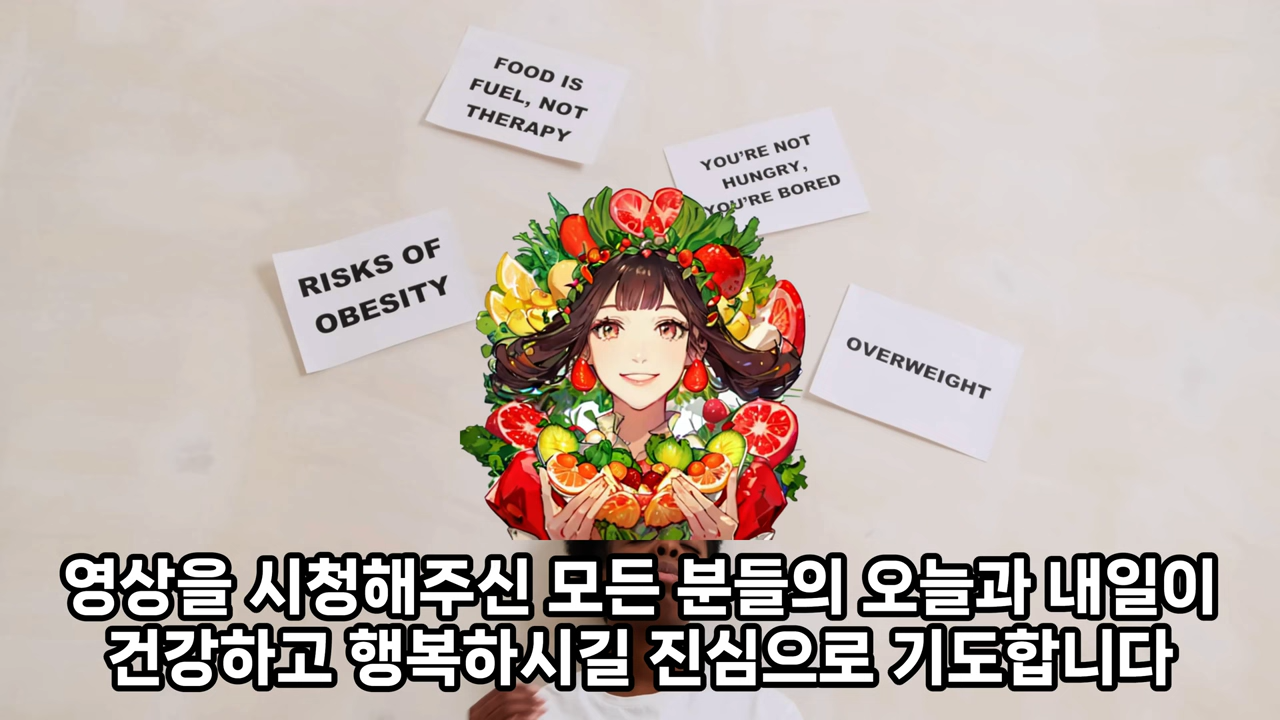 FOOD IS
FUEL, NOT
THERAPY
YOU'RE NOT
HUNGRY,
YOU'RE BORED
RISKS OF
OBESITY
OVERWEIGHT
영상을 시청해주신 모든 분들의 오늘과 내일이
건강하고 행복하시길 진심으로 기도합니다